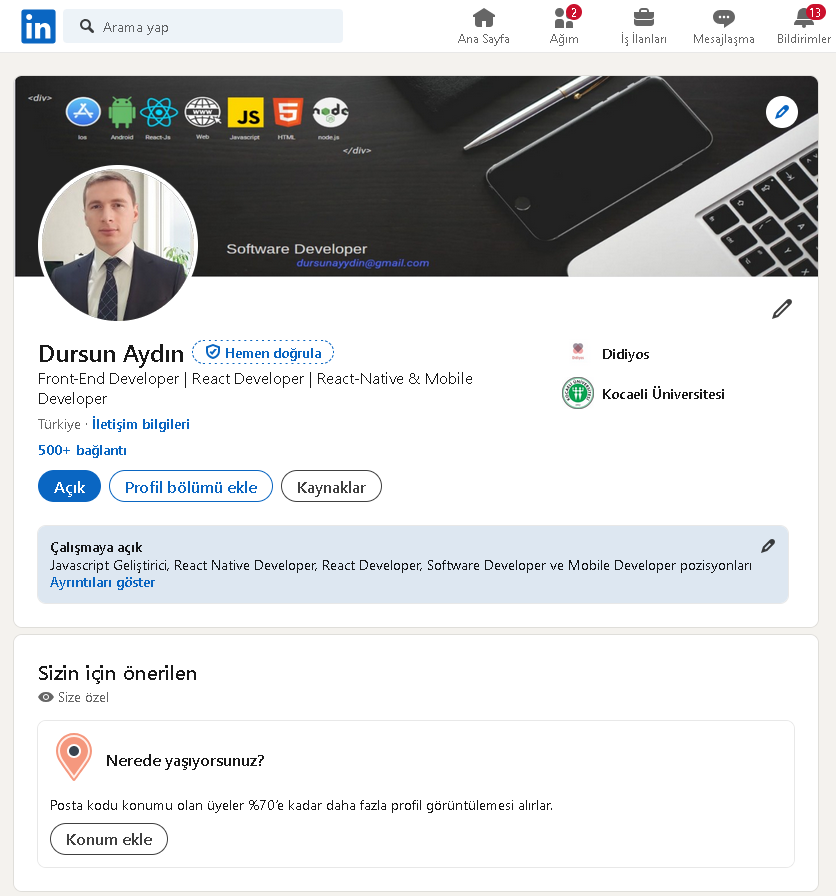 in
Arama yap
Ana Sayfa
2
Ağım
İş İlanları
Mesajlaşma
13
Bildirimler
<div>
Ios
Android
React-Js
WWW
Web
JS
Javascript
HTML
node
node.js
</div>
Software Developer
dursunayydin@gmail.com
Dursun Aydın
Hemen doğrula
Front-End Developer | React Developer | React-Native & Mobile
Developer
Türkiye · İletişim bilgileri
500+ bağlantı
Didiyos
Kocaeli Üniversitesi
Açık
Profil bölümü ekle
Kaynaklar
Çalışmaya açık
Javascript Geliştirici, React Native Developer, React Developer, Software Developer ve Mobile Developer pozisyonları
Ayrıntıları göster
Sizin için önerilen
Size özel
Nerede yaşıyorsunuz?
Posta kodu konumu olan üyeler %70'e kadar daha fazla profil görüntülemesi alırlar.
Konum ekle